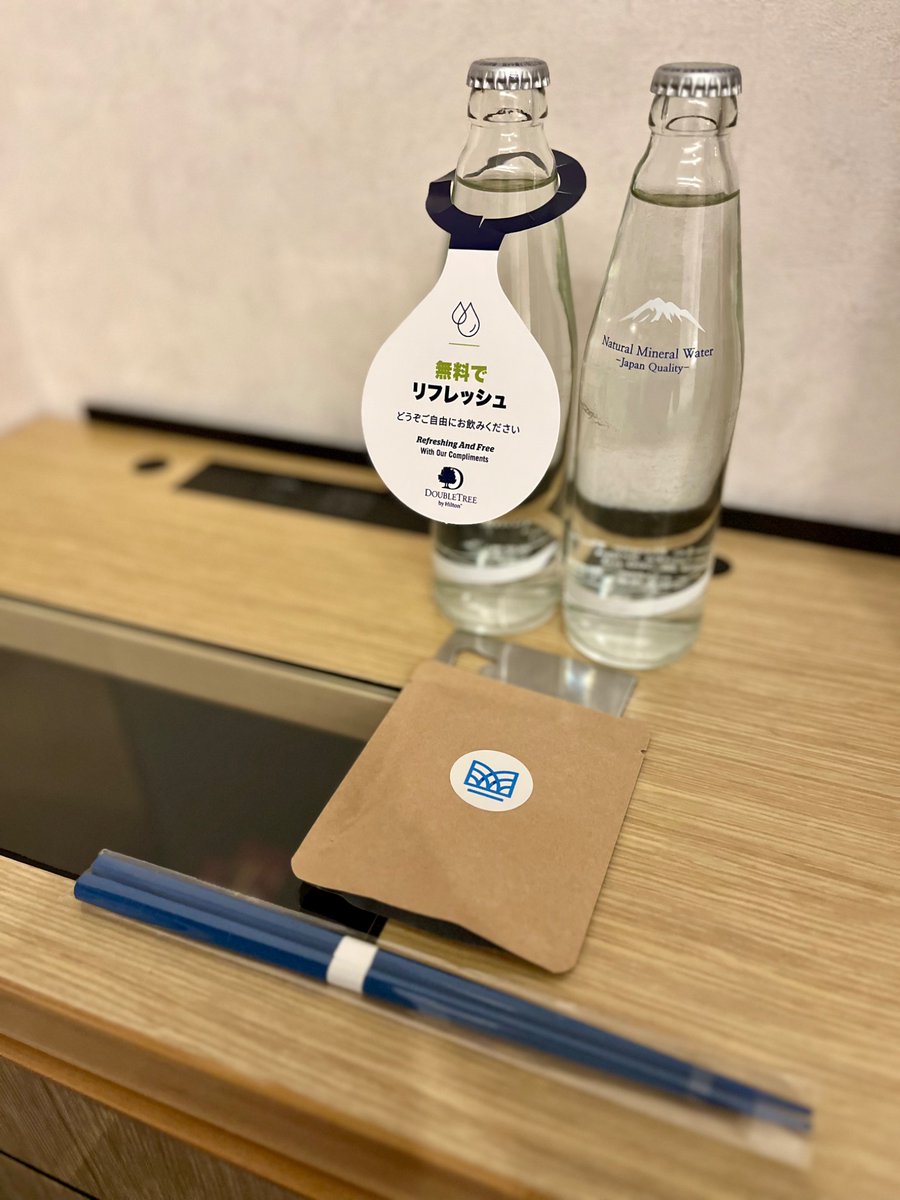 無料で
リフレッシュ
どうぞご自由にお飲みください
Refreshing And Free
With Our Compliments
D
DOUBLETREE
by Hilton™
Natural Mineral Water
-Japan Quality-